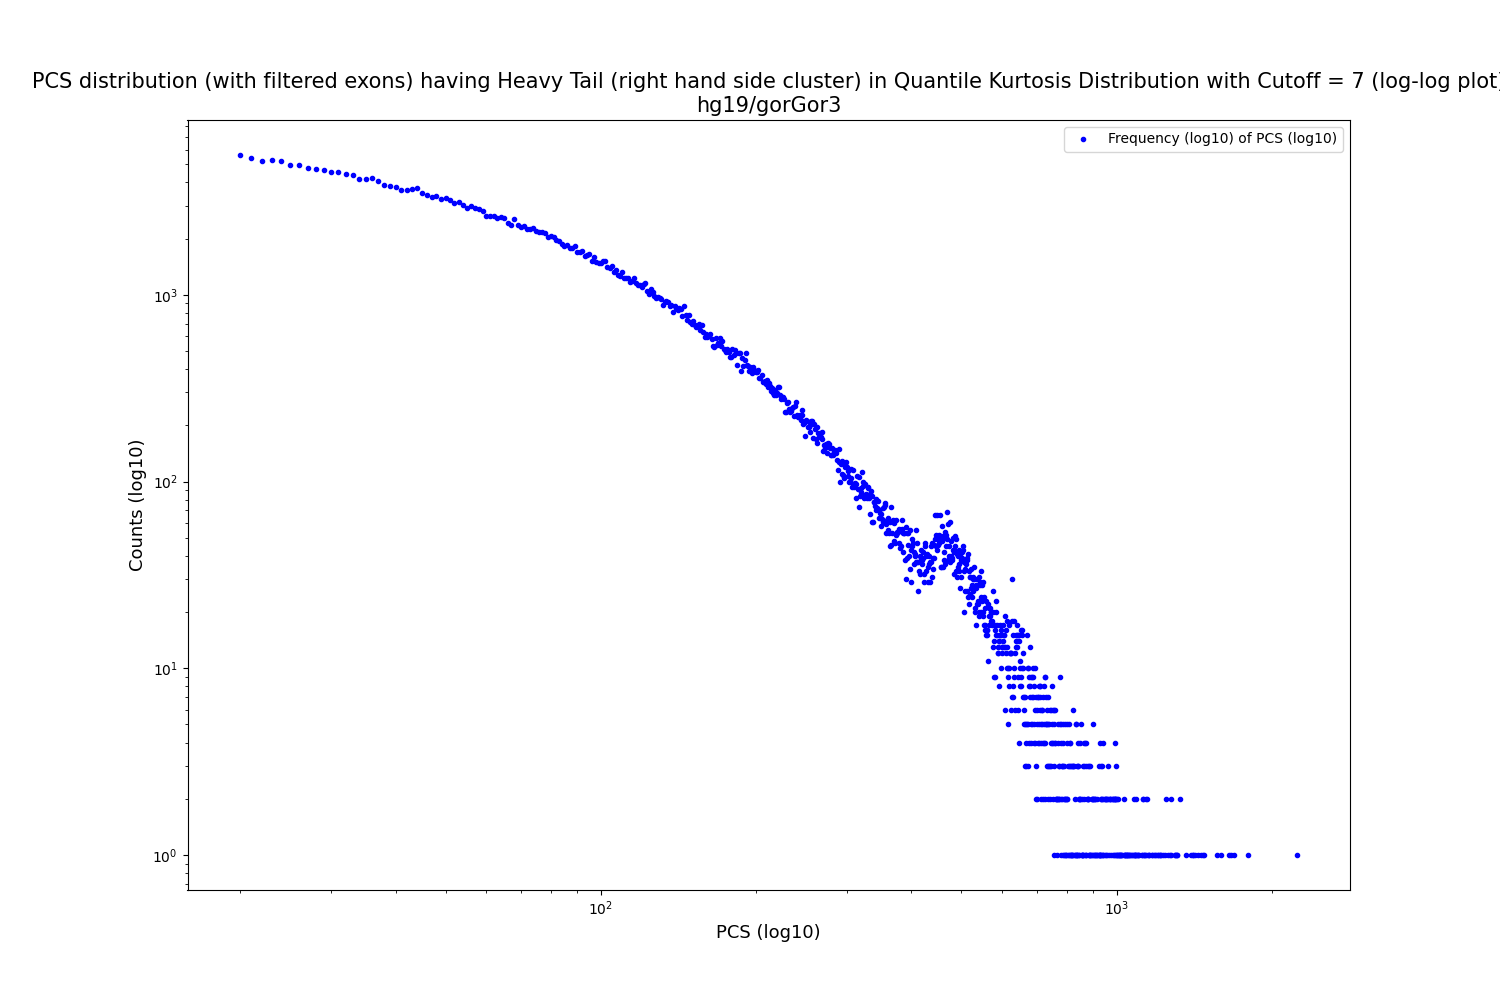 PCS distribution (with filtered exons) having Heavy Tail (right hand side cluster) in Quantile Kurtosis Distribution with Cutoff = 7 (log-log plot)
hg19/gorGor3
Frequency (log10) of PCS (log10)
Counts (log10)
10³
10²
10¹
10⁰
10²
10³
PCS (log10)